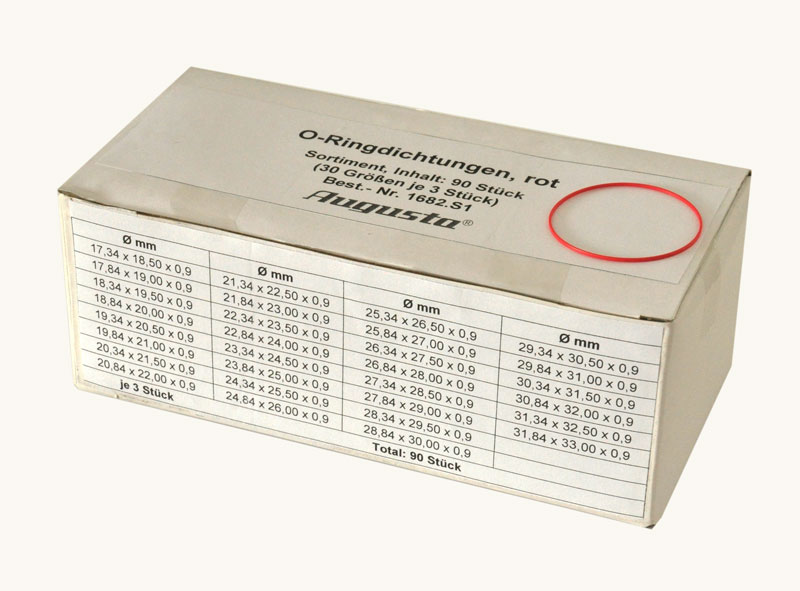 O-Ringdichtungen, rot
Sortiment, Inhalt: 90 Stück
(30 Größen je 3 Stück)
Best.- Nr. 1682.S1
Augusta®
Ø mm
17,34 x 18,50 x 0,9
17,84 x 19,00 x 0,9
18,34 x 19,50 x 0,9
18,84 x 20,00 x 0,9
19,34 x 20,50 x 0,9
19,84 x 21,00 x 0,9
20,34 x 21,50 x 0,9
20,84 x 22,00 x 0,9
je 3 Stück
Ø mm
21,34 x 22,50 x 0,9
21,84 x 23,00 x 0,9
22,34 x 23,50 x 0,9
22,84 x 24,00 x 0,9
23,34 x 24,50 x 0,9
23,84 x 25,00 x 0,9
24,34 x 25,50 x 0,9
24,84 x 26,00 x 0,9
Ø mm
25,34 x 26,50 x 0,9
25,84 x 27,00 x 0,9
26,34 x 27,50 x 0,9
26,84 x 28,00 x 0,9
27,34 x 28,50 x 0,9
27,84 x 29,00 x 0,9
28,34 x 29,50 x 0,9
28,84 x 30,00 x 0,9
Ø mm
29,34 x 30,50 x 0,9
29,84 x 31,00 x 0,9
30,34 x 31,50 x 0,9
30,84 x 32,00 x 0,9
31,34 x 32,50 x 0,9
31,84 x 33,00 x 0,9
Total: 90 Stück